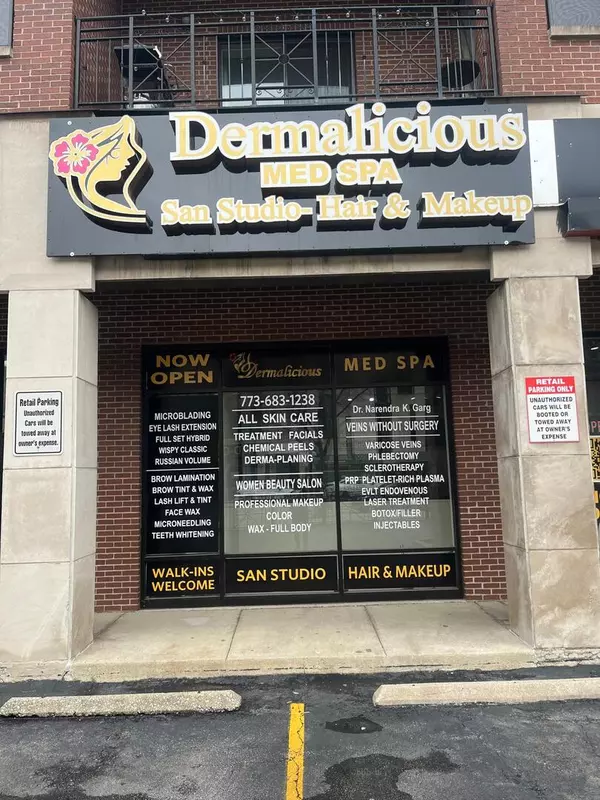 Dermalicious
MED SPA
San Studio- Hair & Makeup
NOW
OPEN
MICROBLADING
EYE LASH EXTENSION
FULL SET HYBRID
WISPY CLASSIC
RUSSIAN VOLUME
BROW LAMINATION
BROW TINT & WAX
LASH LIFT & TINT
FACE WAX
MICRONEEDLING
TEETH WHITENING
WALK-INS
WELCOME
Dermalicious
773-683-1238
ALL SKIN CARE
TREATMENT FACIALS
CHEMICAL PEELS
DERMA-PLANING
WOMEN BEAUTY SALON
PROFESSIONAL MAKEUP
COLOR
WAX - FULL BODY
SAN STUDIO
MED SPA
Dr. Narendra K. Garg
VEINS WITHOUT SURGERY
VARICOSE VEINS
PHLEBECTOMY
SCLEROTHERAPY
PRP PLATELET-RICH PLASMA
EVLT ENDOVENOUS
LASER TREATMENT
BOTOX/FILLER
INJECTABLES
HAIR & MAKEUP
Retail Parking
Unauthorized
Cars will be
towed away at
owner's expense.
RETAIL
PARKING ONLY
UNAUTHORIZED
CARS WILL BE
BOOTED OR
TOWED AWAY
AT OWNER'S
EXPENSE